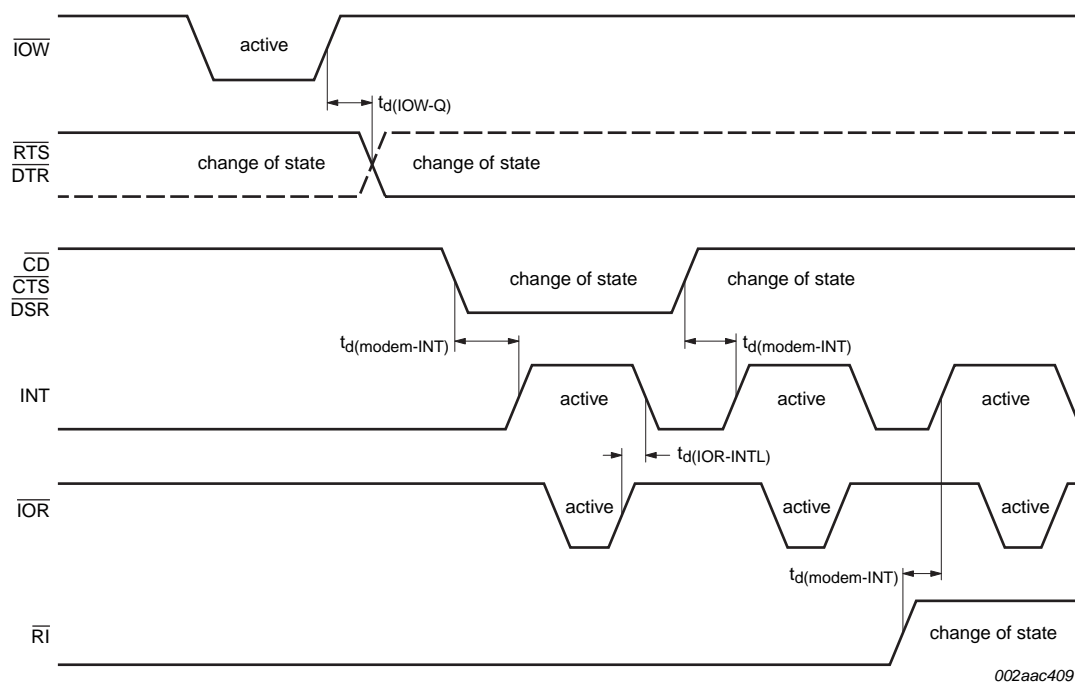 IOW
active
td(IOW-Q)
RTS
DTR
change of state
change of state
CD
CTS
DSR
change of state
change of state
td(modem-INT)
td(modem-INT)
INT
active
active
active
td(IOR-INTL)
IOR
active
active
active
td(modem-INT)
RI
change of state
002aac409